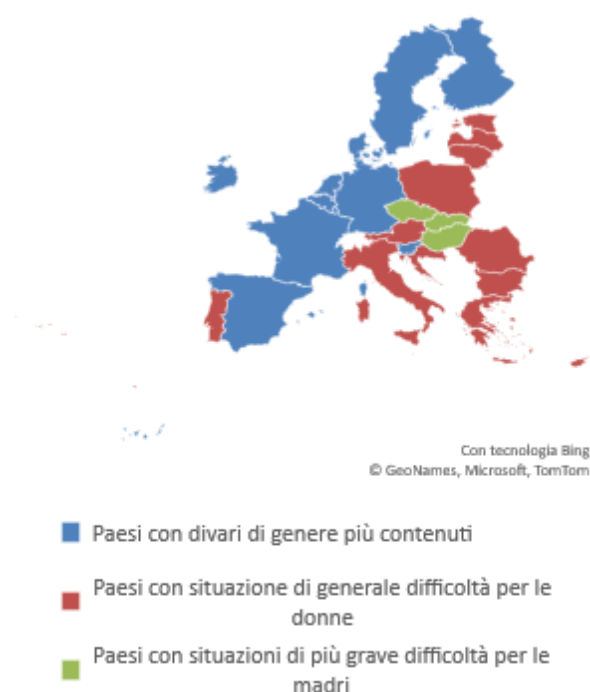 Con tecnologia Bing
© GeoNames, Microsoft, TomTom
Paesi con divari di genere più contenuti
Paesi con situazione di generale difficoltà per le
donne
Paesi con situazioni di più grave difficoltà per le
madri